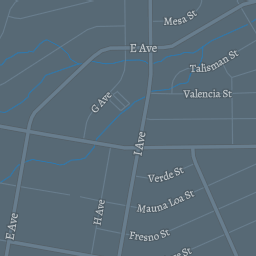 Mesa St
E Ave
Talisman St
Valencia St
G Ave
I Ave
Verde St
Mauna Loa St
H Ave
E Ave
Fresno St